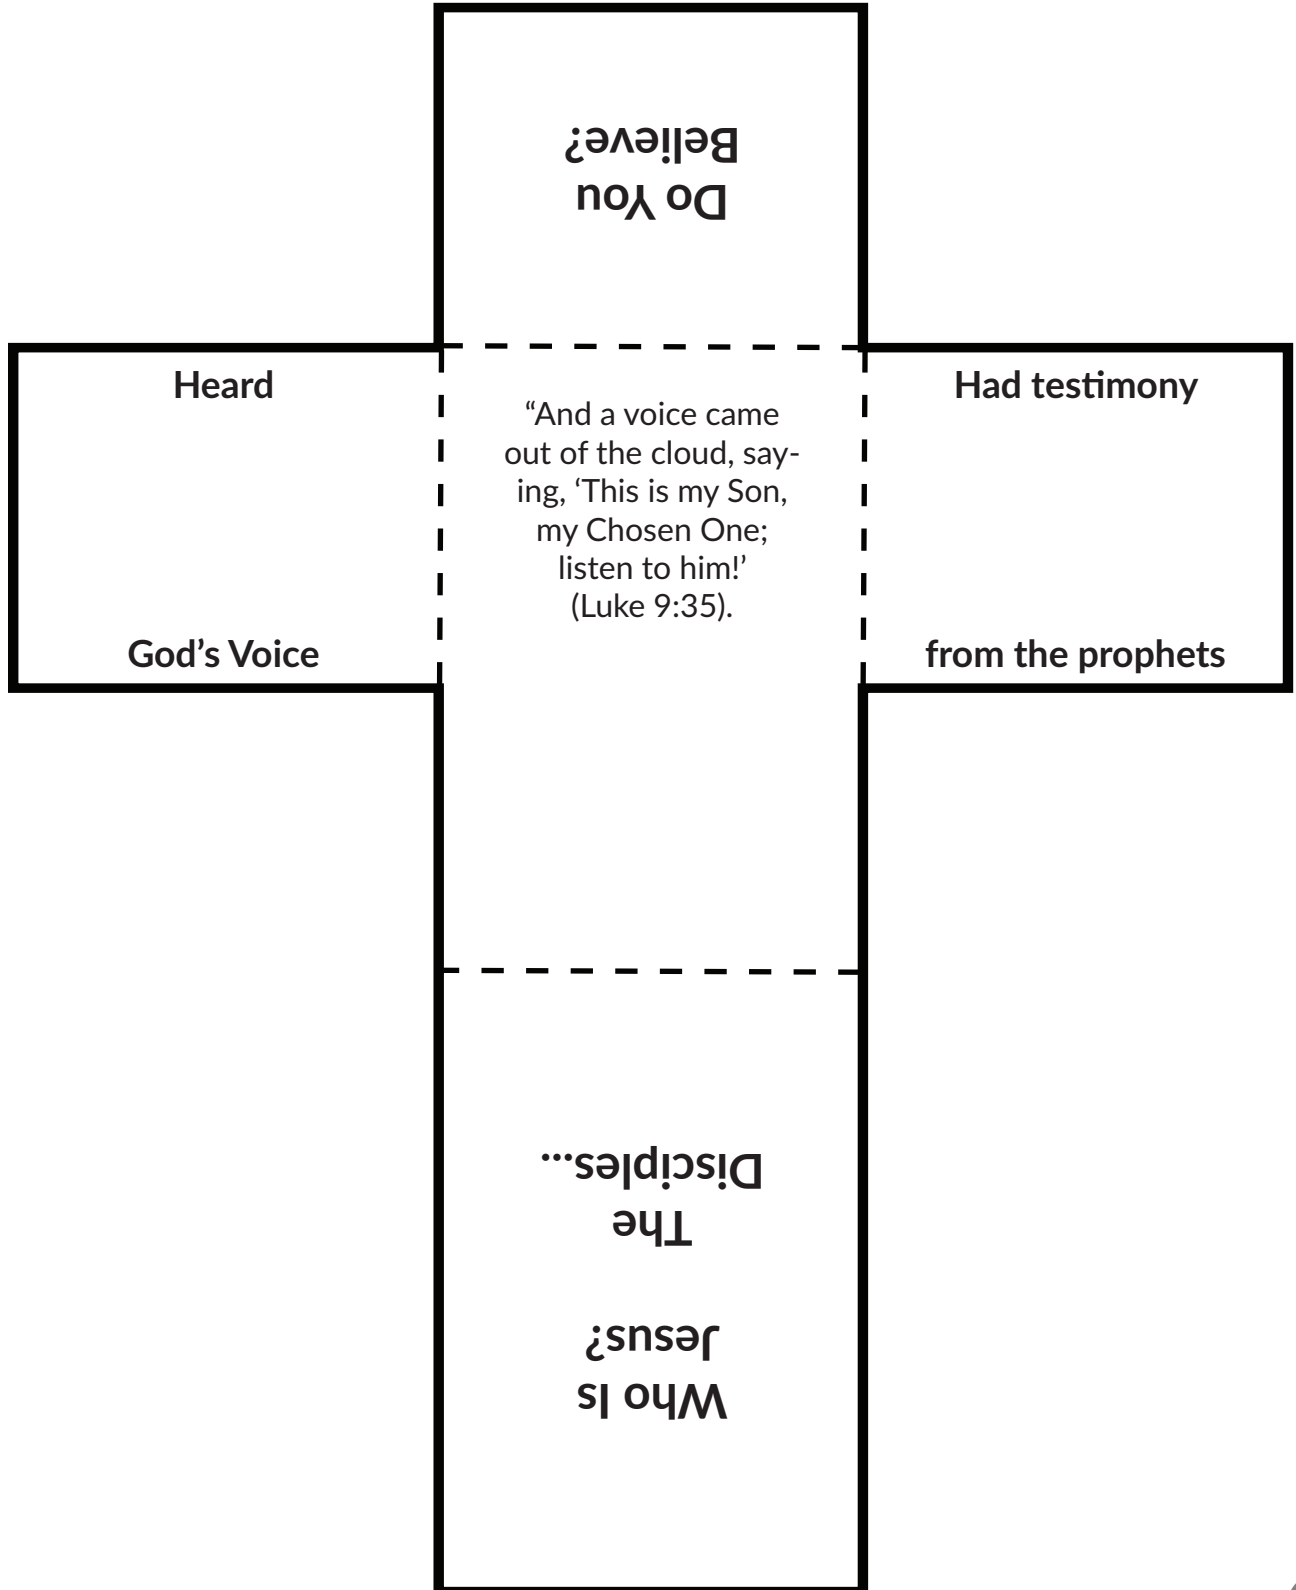 Do You
Believe?
Heard
God’s Voice
“And a voice came
out of the cloud, say-
ing, ‘This is my Son,
my Chosen One;
listen to him!’
(Luke 9:35).
Had testimony
from the prophets
Who Is
Jesus?
The
Disciples...